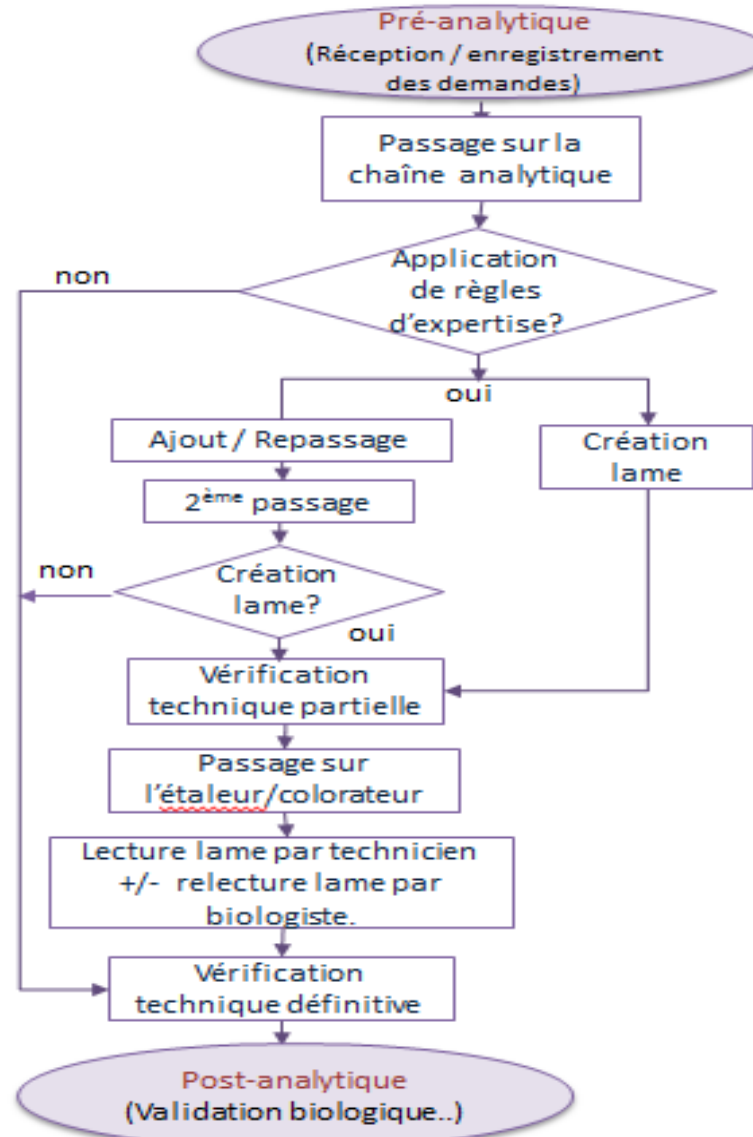 Pré-analytique
(Réception / enregistrement
des demandes)
Passage sur la
chaîne analytique
Application
de règles
d'expertise?
non
oui
Ajout / Repassage
Création
lame
2ème passage
Création
lame?
non
oui
Vérification
technique partielle
Passage sur
l'étaleur/colorateur
Lecture lame par technicien
+/- relecture lame par
biologiste.
Vérification
technique définitive
Post-analytique
(Validation biologique..)